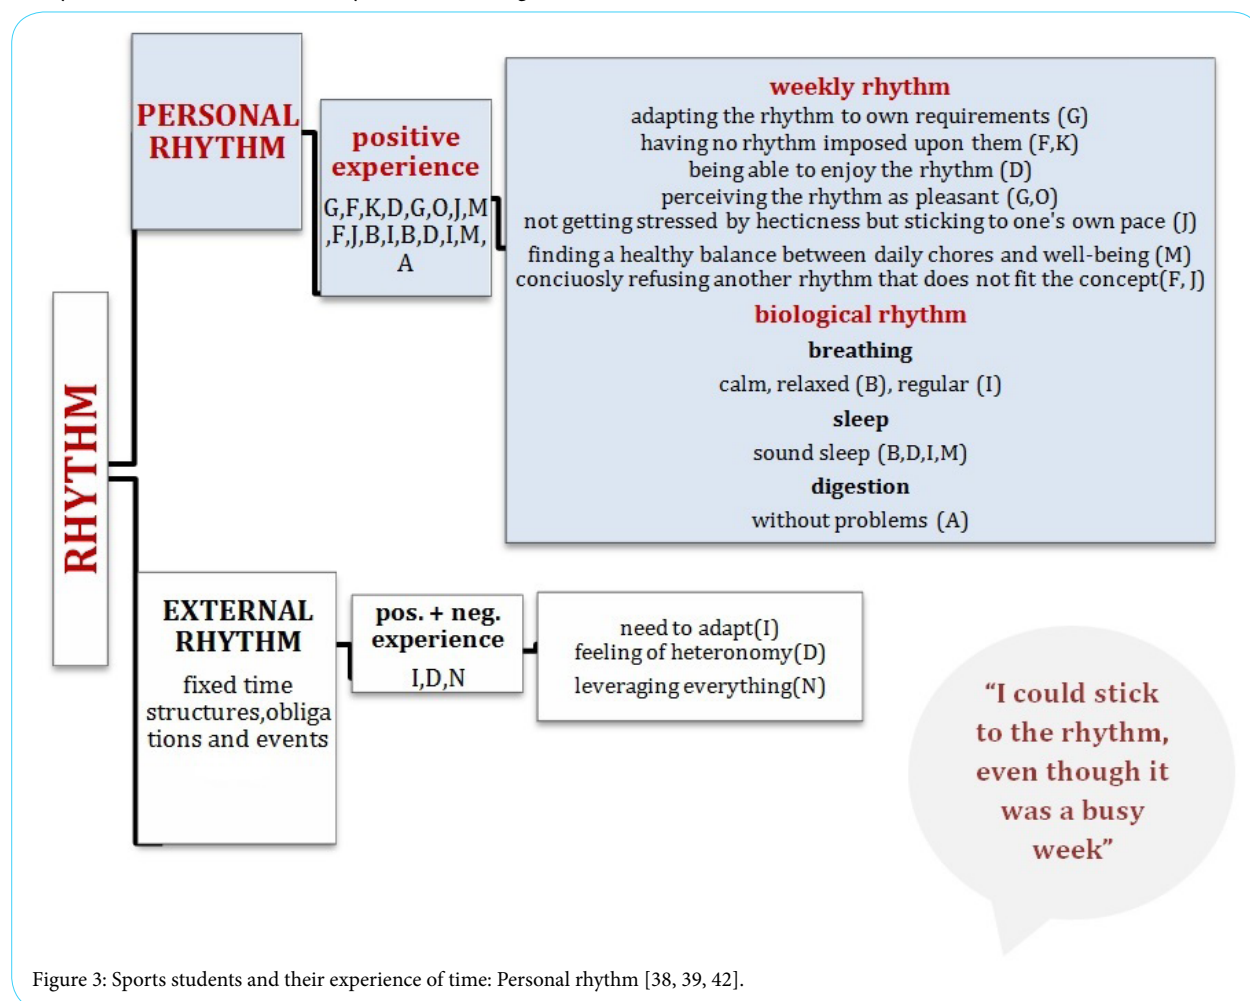 RHYTHM
PERSONAL
RHYTHM
positive
experience
G,F,K,D,G,O,J,M
,F,J,B,I,B,D,I,M,
A
weekly rhythm
adapting the rhythm to own requirements (G)
having no rhythm imposed upon them (F,K)
being able to enjoy the rhythm (D)
perceiving the rhythm as pleasant (G,O)
not getting stressed by hecticness but sticking to one's own pace (J)
finding a healthy balance between daily chores and well-being (M)
conciuosly refusing another rhythm that does not fit the concept(F, J)
biological rhythm
breathing
calm, relaxed (B), regular (I)
sleep
sound sleep (B,D,I,M)
digestion
without problems (A)
EXTERNAL
RHYTHM
fixed time
structures,obliga
tions and events
pos. + neg.
experience
I,D,N
need to adapt(I)
feeling of heteronomy(D)
leveraging everything(N)
“I could stick
to the rhythm,
even though it
was a busy
week”
Figure 3: Sports students and their experience of time: Personal rhythm [38, 39, 42].